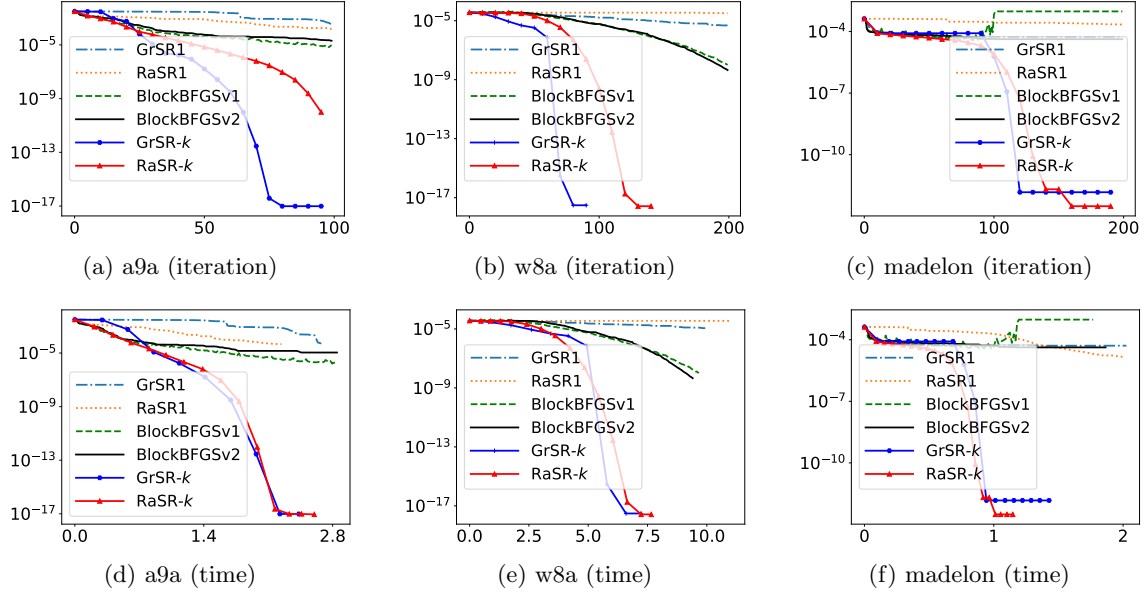 10⁻⁵
10⁻⁹
10⁻¹³
10⁻¹⁷
0 50 100
GrSR1
RaSR1
BlockBFGSv1
BlockBFGSv2
GrSR-k
RaSR-k
(a) a9a (iteration)
10⁻⁵
10⁻⁹
10⁻¹³
10⁻¹⁷
0 100 200
GrSR1
RaSR1
BlockBFGSv1
BlockBFGSv2
GrSR-k
RaSR-k
(b) w8a (iteration)
10⁻⁴
10⁻¹⁰
0 100 200
GrSR1
RaSR1
BlockBFGSv1
BlockBFGSv2
GrSR-k
RaSR-k
(c) madelon (iteration)
10⁻⁵
10⁻⁹
10⁻¹³
10⁻¹⁷
0.0 1.4 2.8
GrSR1
RaSR1
BlockBFGSv1
BlockBFGSv2
GrSR-k
RaSR-k
(d) a9a (time)
10⁻⁵
10⁻⁹
10⁻¹³
10⁻¹⁷
0.0 2.5 5.0 7.5 10.0
GrSR1
RaSR1
BlockBFGSv1
BlockBFGSv2
GrSR-k
RaSR-k
(e) w8a (time)
10⁻⁴
10⁻¹⁰
0 1 2
GrSR1
RaSR1
BlockBFGSv1
BlockBFGSv2
GrSR-k
RaSR-k
(f) madelon (time)